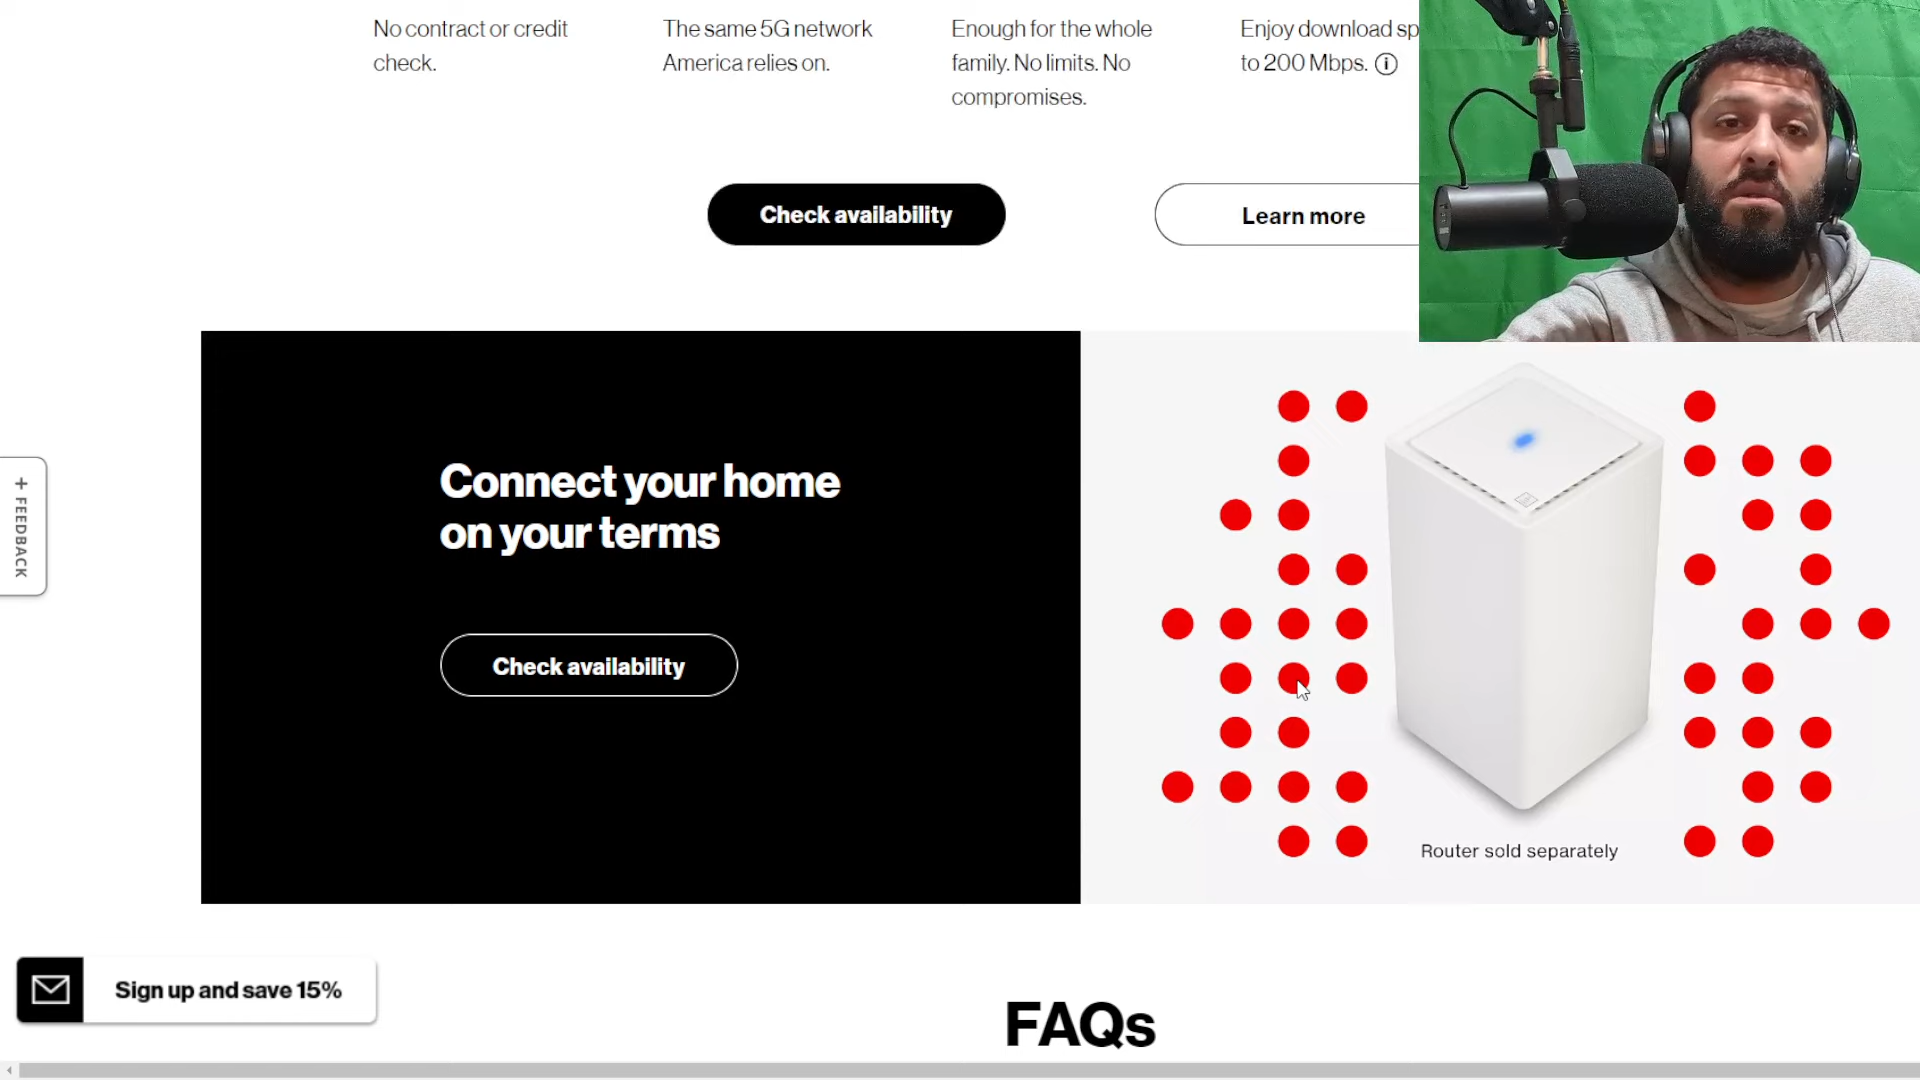 No contract or credit
check.
The same 5G network
America relies on.
Enough for the whole
family. No limits. No
compromises.
Enjoy download sp
to 200 Mbps.
Check availability
Learn more
Connect your home
on your terms
Check availability
+ FEEDBACK
Router sold separately
Sign up and save 15%
FAQs